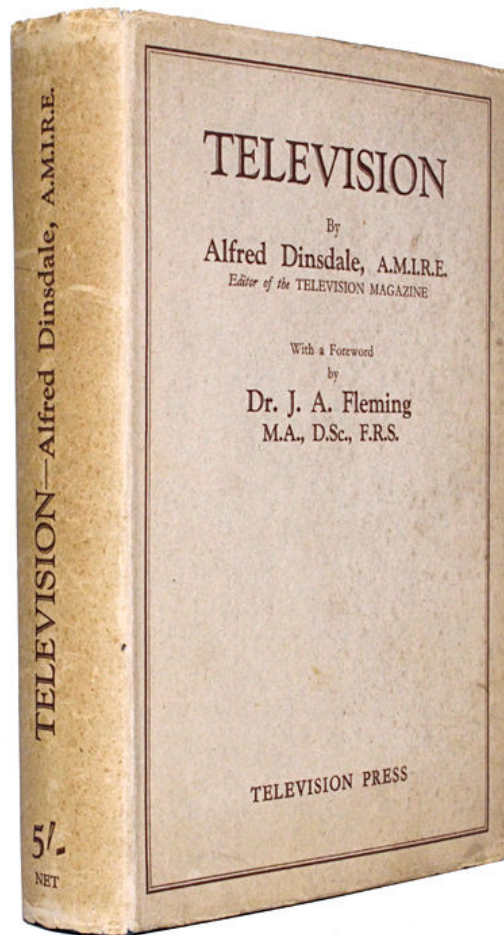 TELEVISION—Alfred Dinsdale, A.M.I.R.E.
5/-
NET
TELEVISION
By
Alfred Dinsdale, A.M.I.R.E.
Editor of the TELEVISION MAGAZINE
With a Foreword
by
Dr. J. A. Fleming
M.A., D.Sc., F.R.S.
TELEVISION PRESS